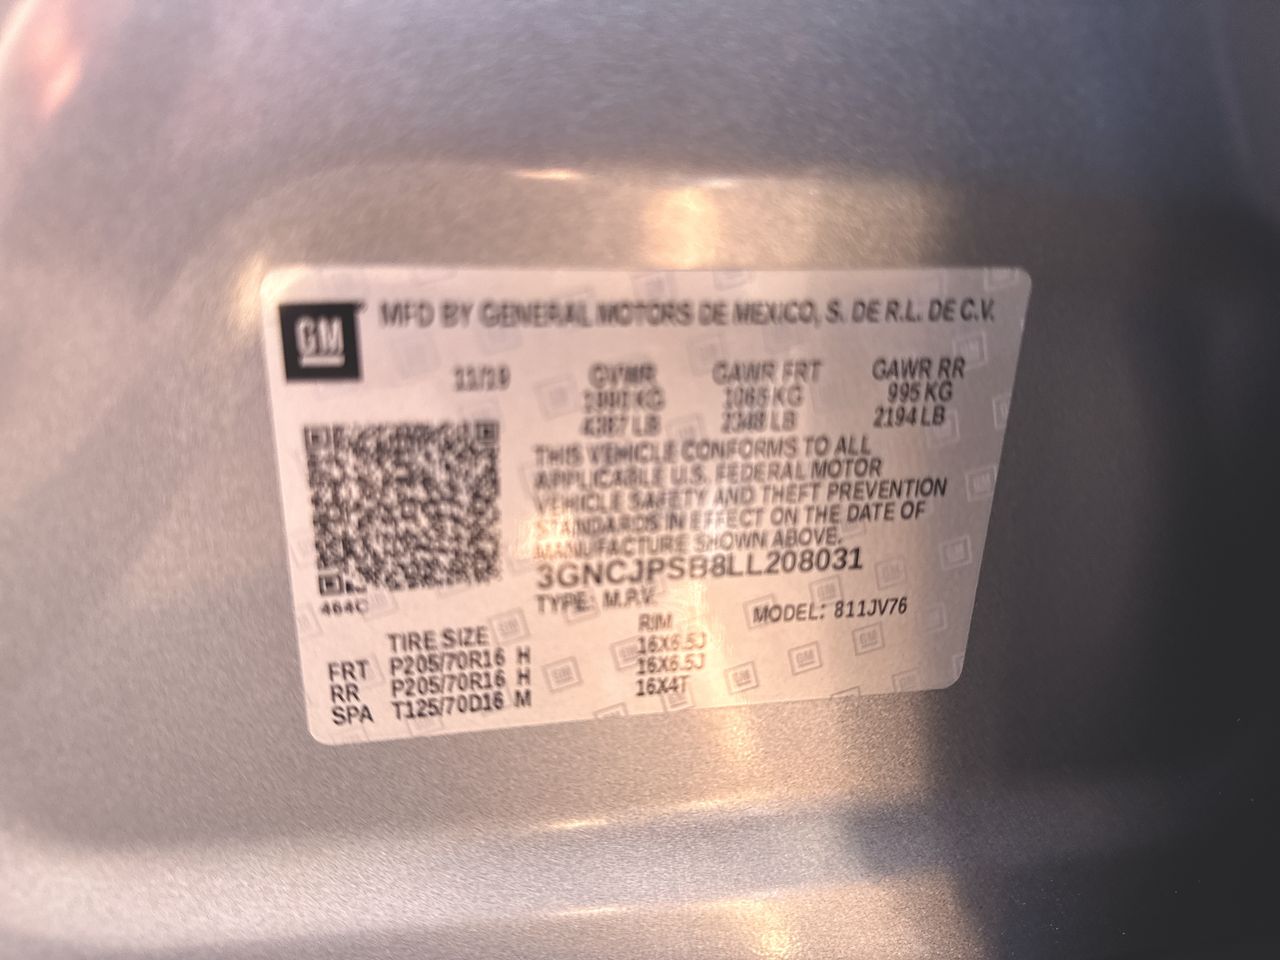 GM
MFD BY GENERAL MOTORS DE MEXICO, S. DE R.L. DE C.V.
GVWR GAWR FRT GAWR RR
KG 1065 KG 995 KG
LB 2348 LB 2194 LB
THIS VEHICLE CONFORMS TO ALL
APPLICABLE U.S. FEDERAL MOTOR
VEHICLE SAFETY AND THEFT PREVENTION
STANDARDS IN EFFECT ON THE DATE OF
MANUFACTURE SHOWN ABOVE.
3GNCJPSB8LL208031
TYPE: M.P.V. MODEL: 811JV76
464C
TIRE SIZE RIM
FRT P205/70R16 H 16X6.5J
RR P205/70R16 H 16X6.5J
SPA T125/70D16 M 16X4T